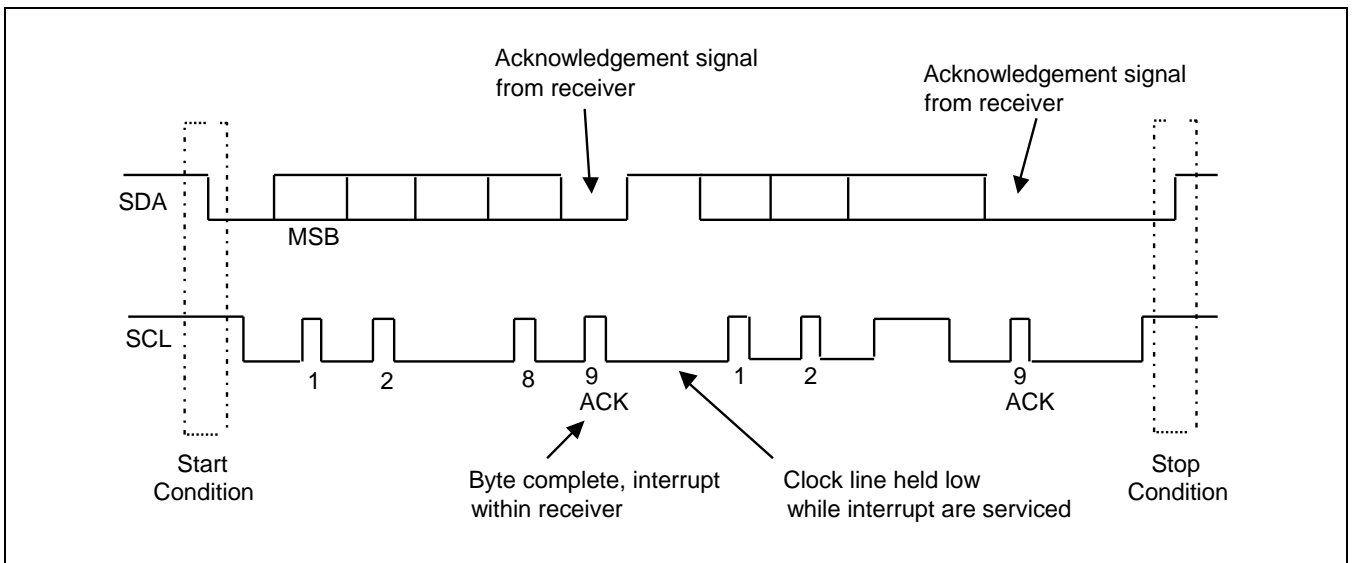 Acknowledgement signal
from receiver
Acknowledgement signal
from receiver
SDA
MSB
SCL
1
2
8
9
ACK
1
2
9
ACK
Start
Condition
Byte complete, interrupt
within receiver
Clock line held low
while interrupt are serviced
Stop
Condition